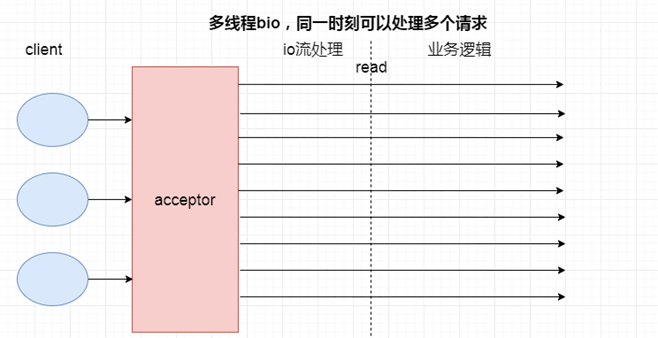 多线程bio，同一时刻可以处理多个请求
client
io流处理
业务逻辑
read
acceptor